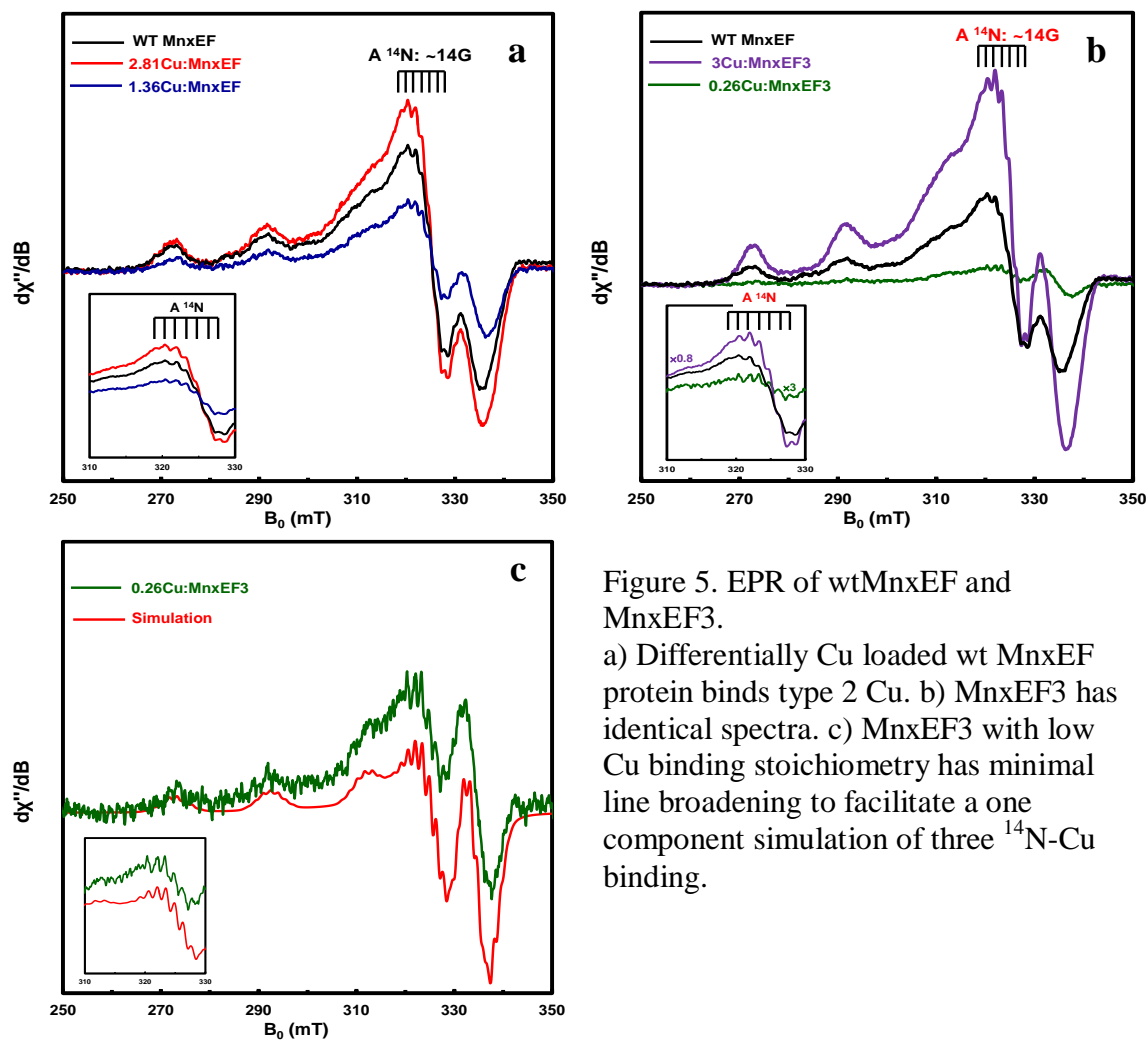 WT MnxEF
2.81Cu:MnxEF
1.36Cu:MnxEF
A ¹⁴N: ~14G
a
dχ''/dB
A ¹⁴N
310 320 330
250 270 290 310 330 350
B₀ (mT)
WT MnxEF
3Cu:MnxEF3
0.26Cu:MnxEF3
A ¹⁴N: ~14G
b
dχ''/dB
A ¹⁴N
×0.8
×3
310 320 330
250 270 290 310 330 350
B₀ (mT)
0.26Cu:MnxEF3
Simulation
c
dχ''/dB
310 320 330
250 270 290 310 330 350
B₀ (mT)
Figure 5. EPR of wtMnxEF and
MnxEF3.
a) Differentially Cu loaded wt MnxEF
protein binds type 2 Cu. b) MnxEF3 has
identical spectra. c) MnxEF3 with low
Cu binding stoichiometry has minimal
line broadening to facilitate a one
component simulation of three ¹⁴N-Cu
binding.